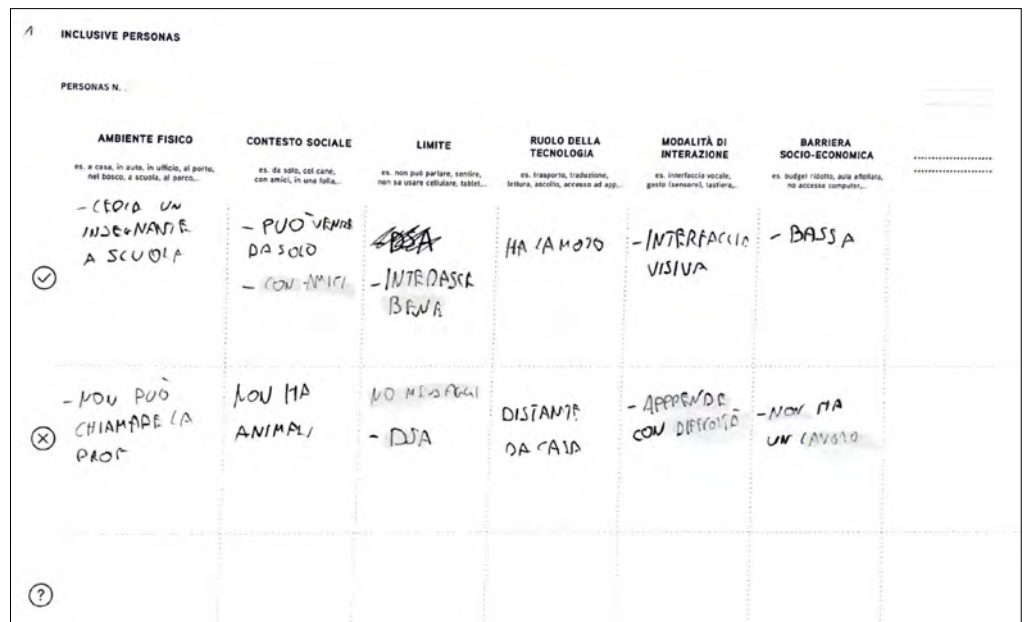 1
INCLUSIVE PERSONAS
PERSONAS N.
AMBIENTE FISICO
es. a casa, in auto, in ufficio, al porto,
nel bosco, a scuola, al parco,..
CONTESTO SOCIALE
es. da solo, col cane,
con amici, in una folla,..
LIMITE
es. non può parlare, sentire,
non sa usare cellulare, tablet,..
RUOLO DELLA
TECNOLOGIA
es. trasporto, traduzione,
lettura, ascolto, accesso ad app,..
MODALITÀ DI
INTERAZIONE
es. interfaccia vocale,
gesto (sensore), tastiera,..
BARRIERA
SOCIO-ECONOMICA
es. budget ridotto, aula affollata,
no accesso computer,..
- UN
INSEGNANTE
A SCUOLA
- PUÒ VENIRE
DA SOLO
- CON AMICI
-
BENE
HA LA MOTO
- INTERFACCIA
VISIVA
- BASSA
- NON PUÒ
CHIAMARE LA
PROF
NON HA
ANIMALI
NO MESSAGGI
- DSA
DISTANTE
DA CASA
- APPRENDE
CON DIFFICOLTÀ
- NON HA
UN LAVORO
?